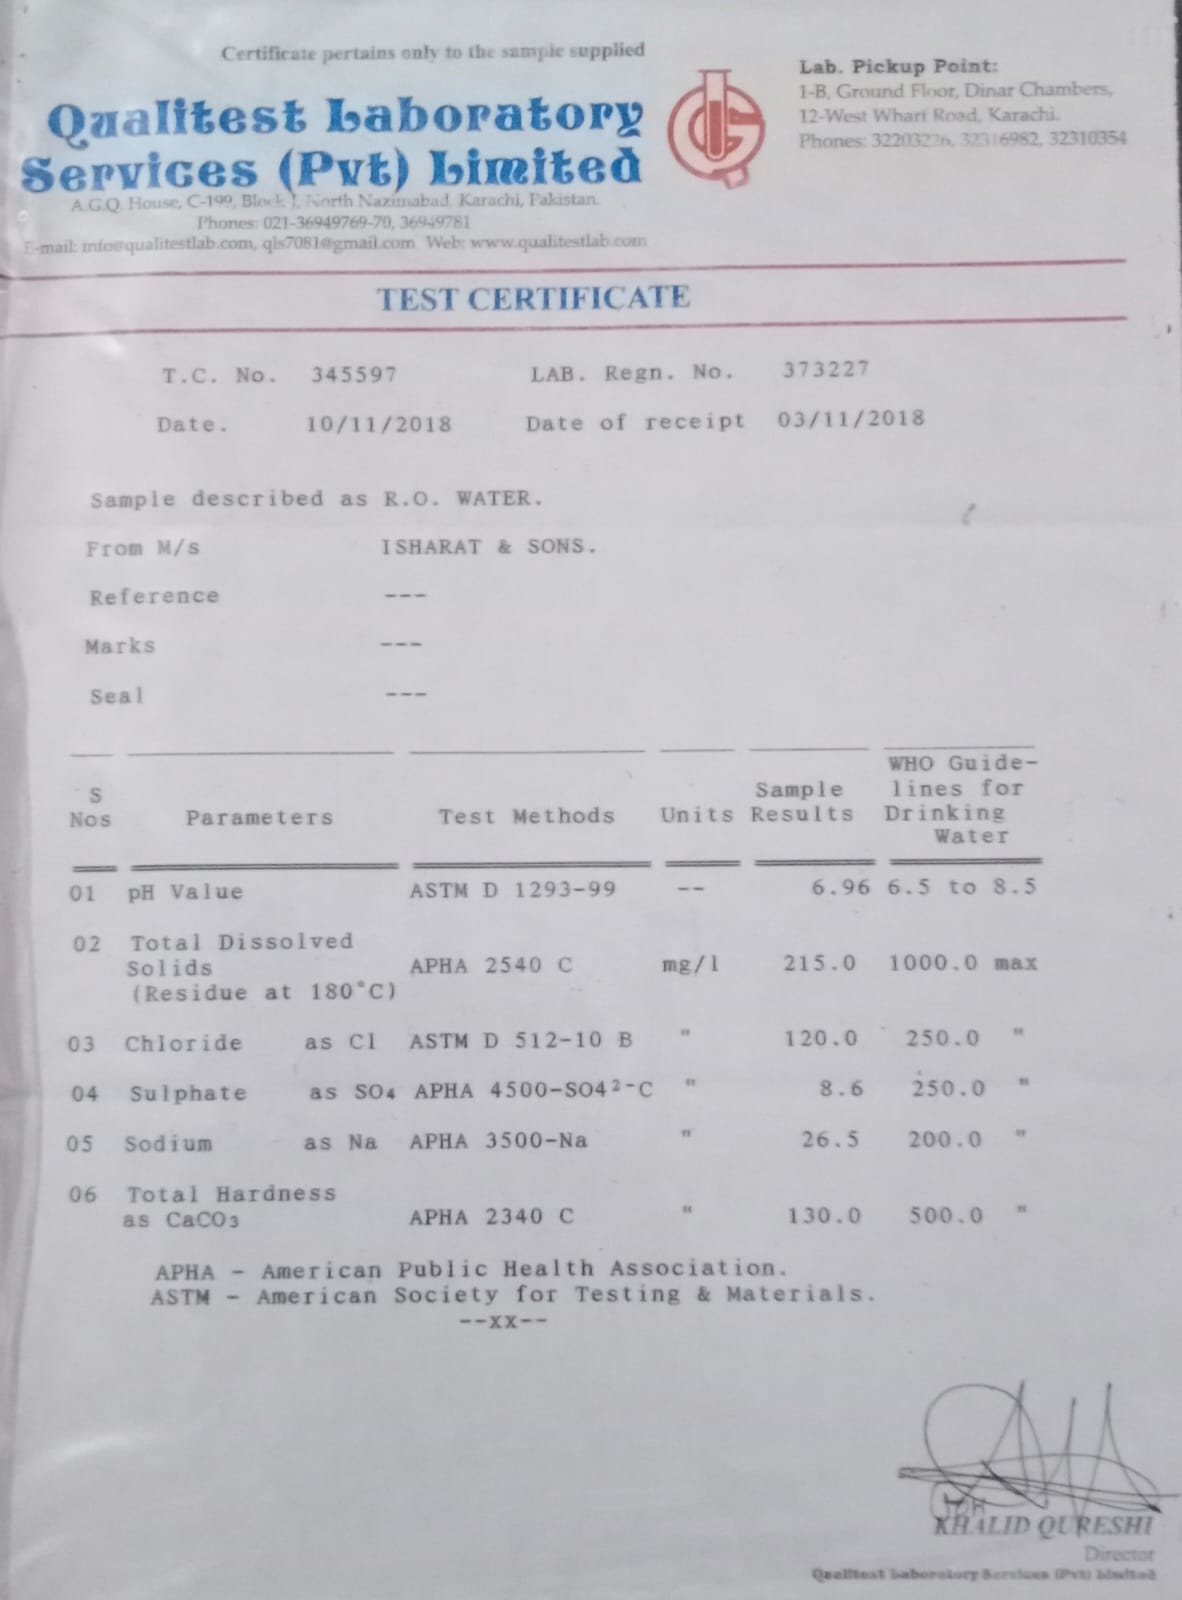 Certificate pertains only to the sample supplied
Qualitest Laboratory
Services (Pvt) Limited
A.G.Q. House, C-199, Block J, North Nazimabad, Karachi, Pakistan.
Phones: 021-36949769-70, 36949781
E-mail: info@qualitestlab.com, qls7081@gmail.com Web: www.qualitestlab.com
Lab. Pickup Point:
1-B, Ground Floor, Dinar Chambers,
12-West Wharf Road, Karachi.
Phones: 32203226, 32316982, 32310354
TEST CERTIFICATE
T.C. No. 345597 LAB. Regn. No. 373227
Date. 10/11/2018 Date of receipt 03/11/2018
Sample described as R.O. WATER.
From M/s ISHARAT & SONS.
Reference ---
Marks ---
Seal ---
S Nos Parameters Test Methods Units Sample Results WHO Guide-lines for Drinking Water
01 pH Value ASTM D 1293-99 -- 6.96 6.5 to 8.5
02 Total Dissolved
Solids APHA 2540 C mg/l 215.0 1000.0 max
(Residue at 180°C)
03 Chloride as Cl ASTM D 512-10 B " 120.0 250.0 "
04 Sulphate as SO₄ APHA 4500-SO4²-C " 8.6 250.0 "
05 Sodium as Na APHA 3500-Na " 26.5 200.0 "
06 Total Hardness
as CaCO₃ APHA 2340 C " 130.0 500.0 "
APHA - American Public Health Association.
ASTM - American Society for Testing & Materials.
--xx--
KHALID QURESHI
Director
Qualitest Laboratory Services (Pvt) Limited